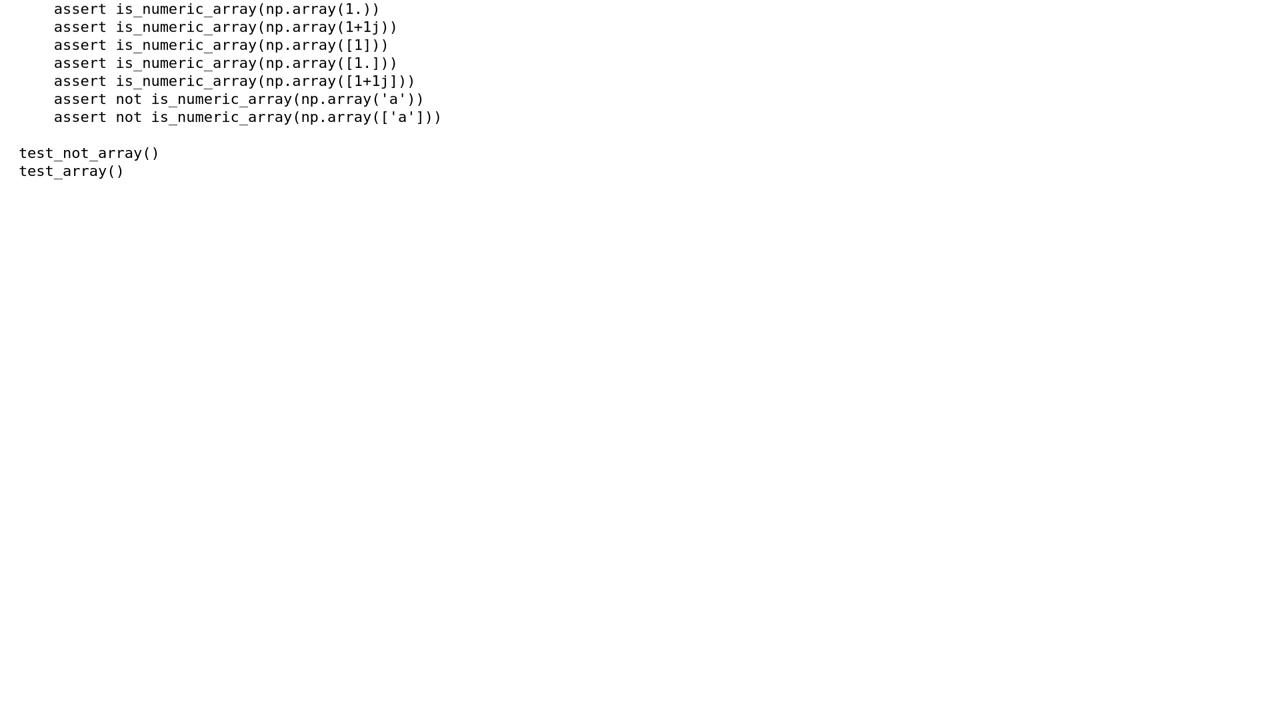 assert is_numeric_array(np.array(1.))
assert is_numeric_array(np.array(1+1j))
assert is_numeric_array(np.array([1]))
assert is_numeric_array(np.array([1.]))
assert is_numeric_array(np.array([1+1j]))
assert not is_numeric_array(np.array('a'))
assert not is_numeric_array(np.array(['a']))
test_not_array()
test_array()